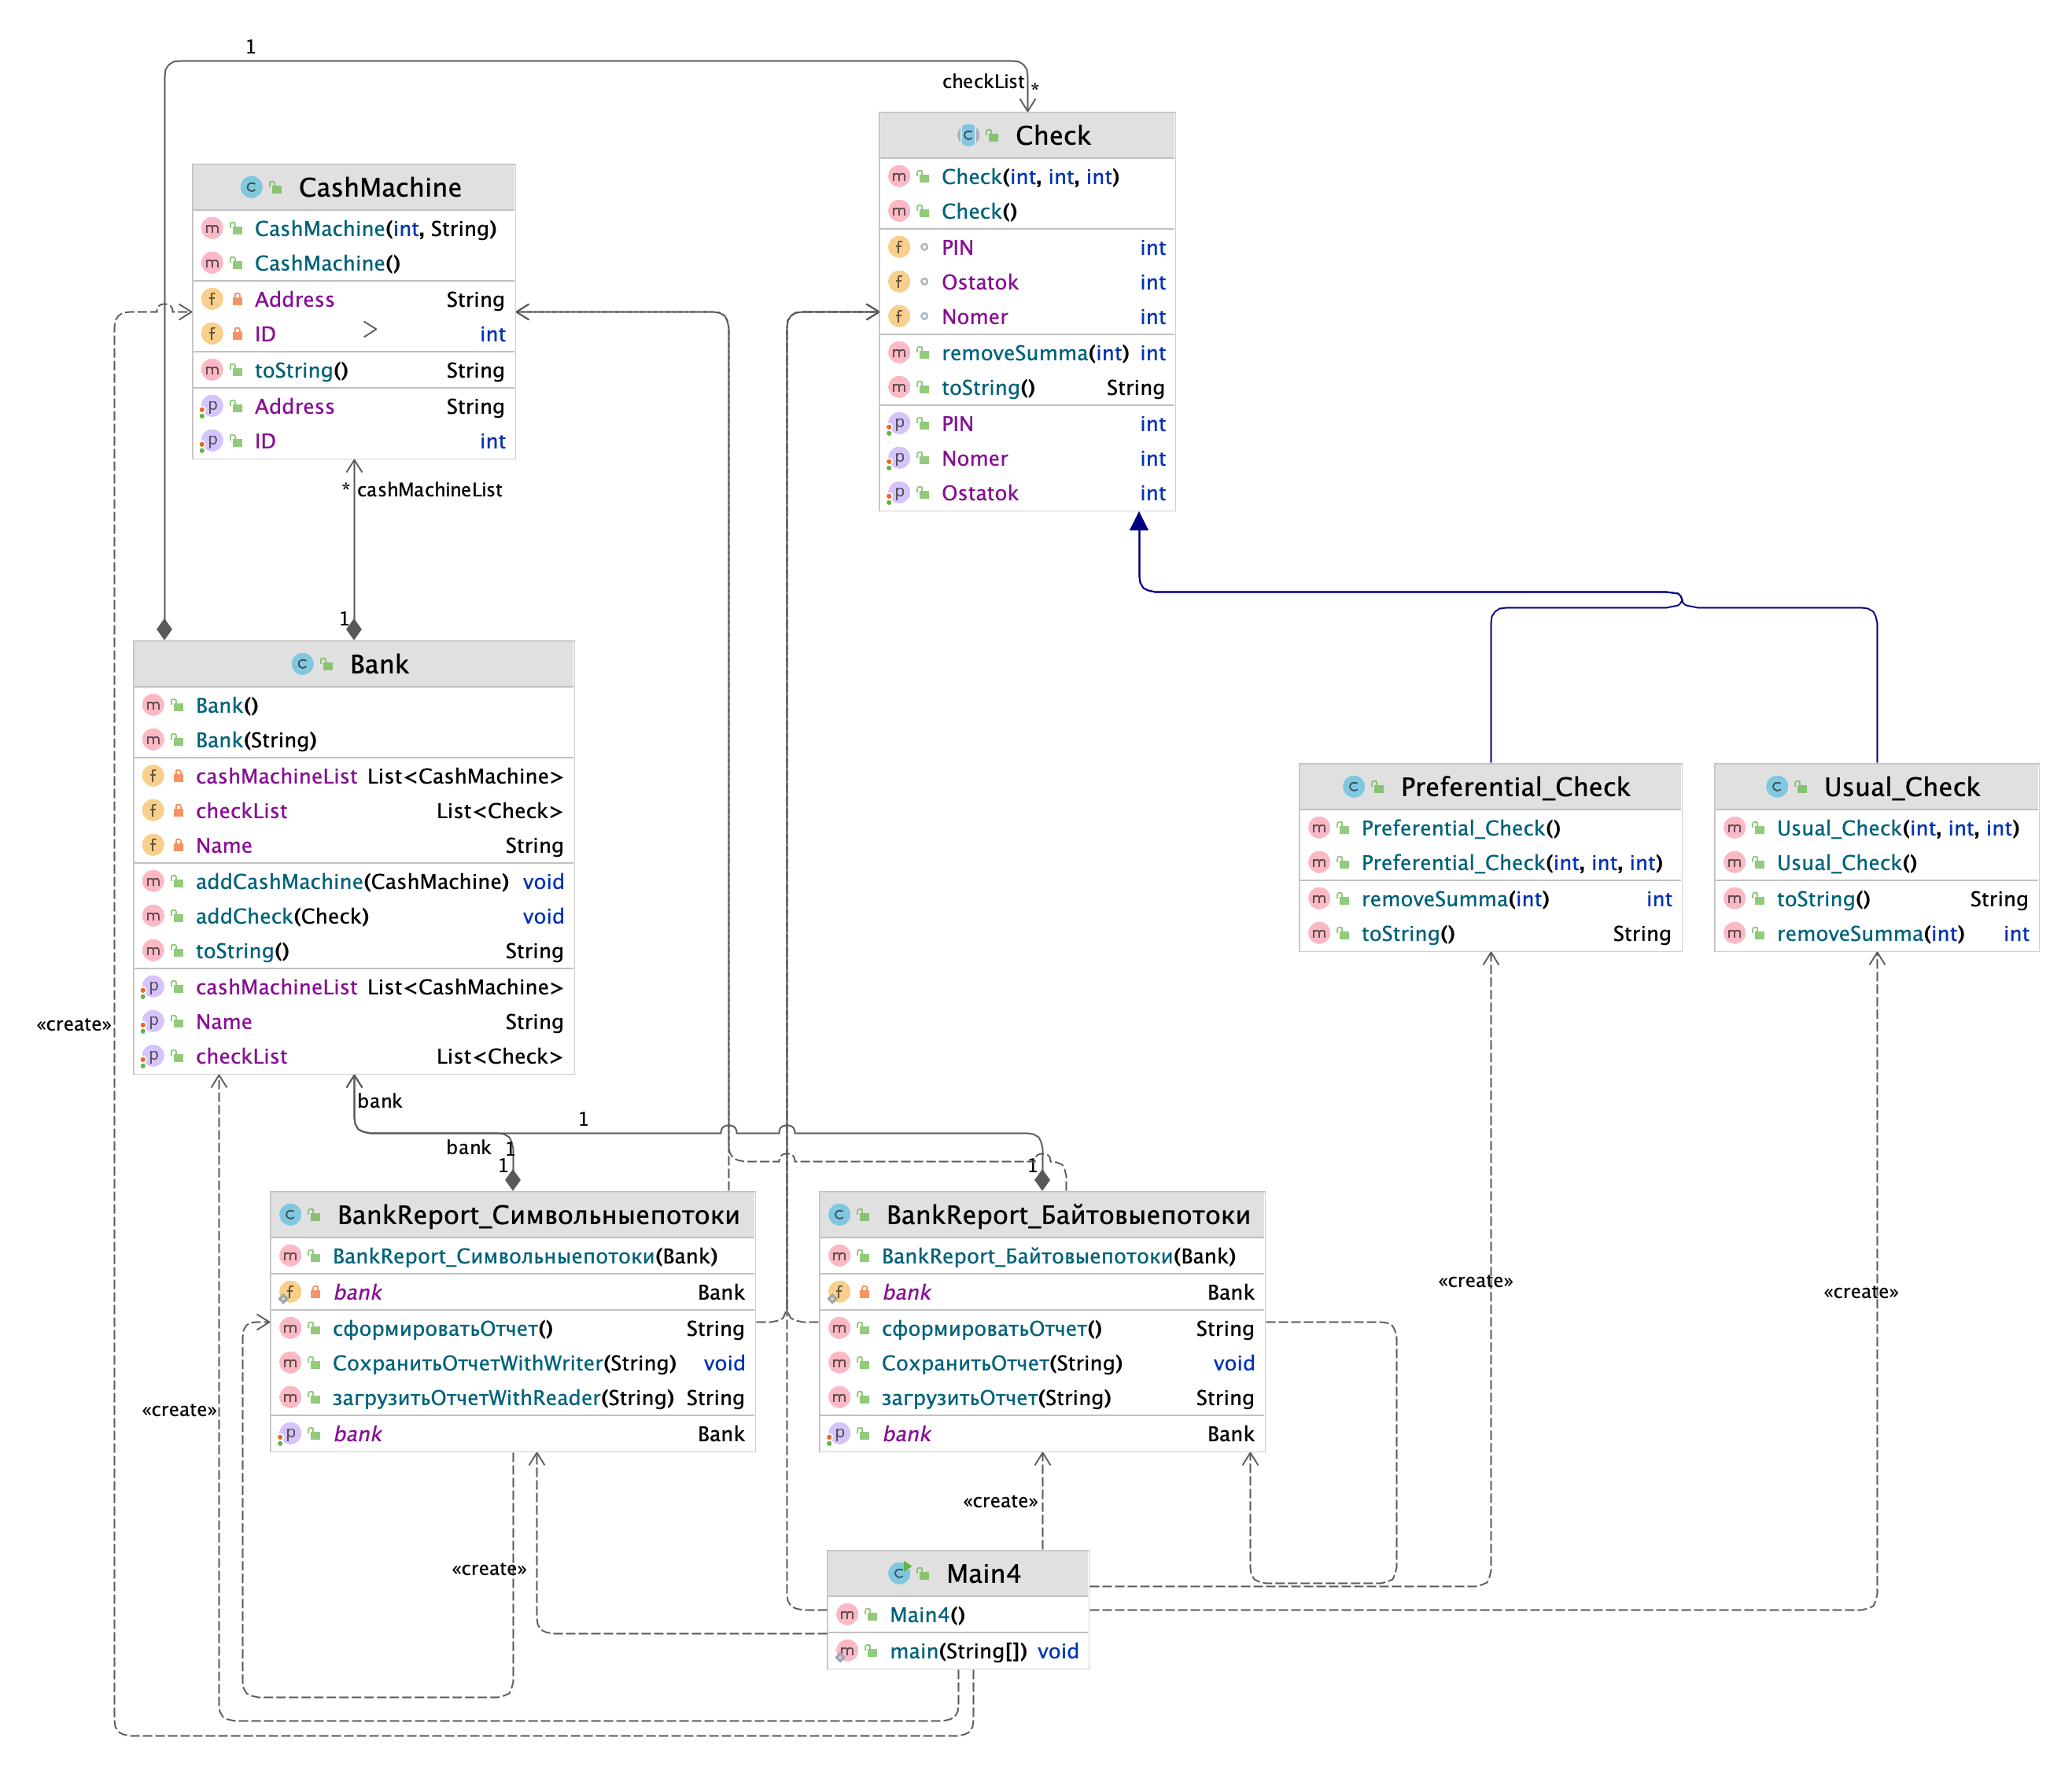 1
checkList *
Check
Check(int, int, int)
Check()
PIN int
Ostatok int
Nomer int
removeSumma(int) int
toString() String
PIN int
Nomer int
Ostatok int
CashMachine
CashMachine(int, String)
CashMachine()
Address String
ID int
toString() String
Address String
ID int
* cashMachineList
1
Bank
Bank()
Bank(String)
cashMachineList List<CashMachine>
checkList List<Check>
Name String
addCashMachine(CashMachine) void
addCheck(Check) void
toString() String
cashMachineList List<CashMachine>
Name String
checkList List<Check>
Preferential_Check
Preferential_Check()
Preferential_Check(int, int, int)
removeSumma(int) int
toString() String
Usual_Check
Usual_Check(int, int, int)
Usual_Check()
toString() String
removeSumma(int) int
«create»
bank
1
bank 1
1
1
BankReport_Символьныепотоки
BankReport_Символьныепотоки(Bank)
bank Bank
сформироватьОтчет() String
СохранитьОтчетWithWriter(String) void
загрузитьОтчетWithReader(String) String
bank Bank
BankReport_Байтовыепотоки
BankReport_Байтовыепотоки(Bank)
bank Bank
сформироватьОтчет() String
СохранитьОтчет(String) void
загрузитьОтчет(String) String
bank Bank
«create»
«create»
«create»
«create»
«create»
Main4
Main4()
main(String[]) void